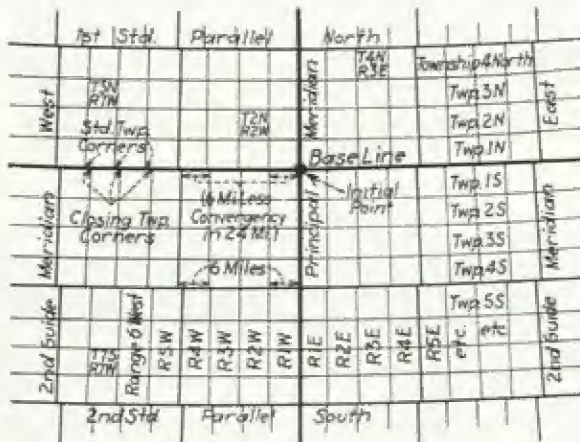 1st Std. Parallel North
T4N
R3E
Township 4 North
T3N
R7W
Twp. 3N
West
Meridian
East
T2N
R2W
Twp. 2N
Std. Twp.
Corners
Twp. 1N
Base Line
Initial
Point
Twp. 1S
Closing Twp.
Corners
(6 Mi. Less
Convergency
in 24 Mi.)
Twp. 2S
Meridian
Principal
Meridian
Twp. 3S
6 Miles
Twp. 4S
Twp. 5S
2nd Guide
R7W
Range 6 West
R5W
R4W
R3W
R2W
R1W
R1E
R2E
R3E
R4E
R5E
etc.
etc
2nd Guide
2nd Std Parallel South